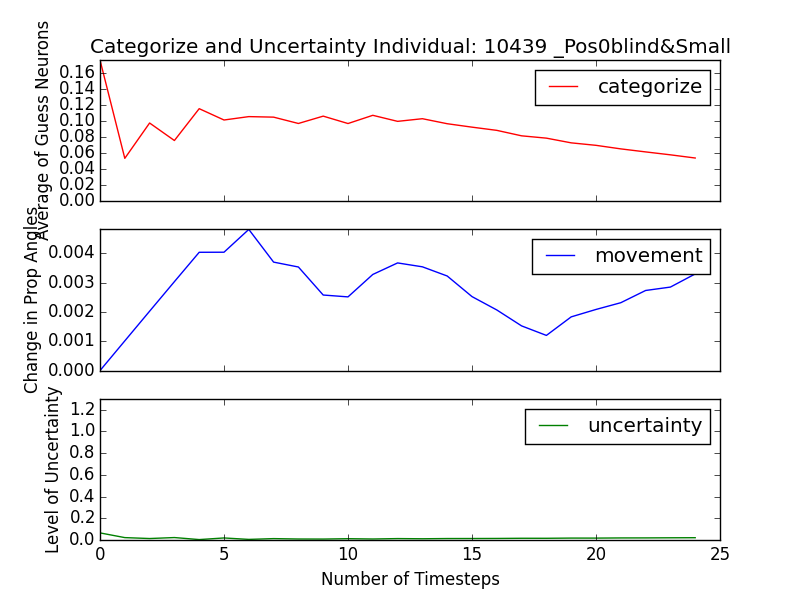 Categorize and Uncertainty Individual: 10439 _Pos0blind&Small
Average of Guess Neurons
0.16
0.14
0.12
0.10
0.08
0.06
0.04
0.02
0.00
categorize
Change in Prop Angles
0.004
0.003
0.002
0.001
0.000
movement
Level of Uncertainty
1.2
1.0
0.8
0.6
0.4
0.2
0.0
uncertainty
0 5 10 15 20 25
Number of Timesteps